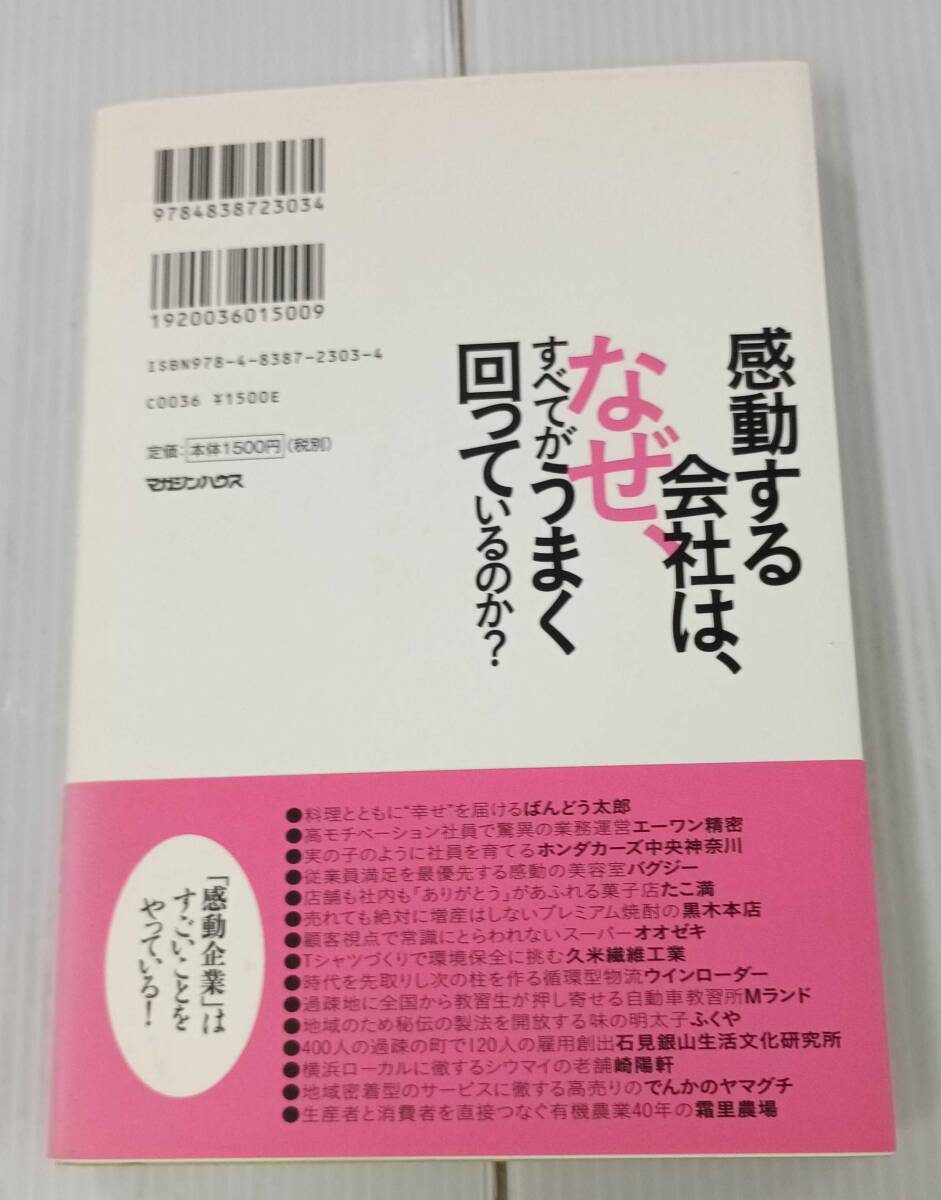 9784838723034
1920036015009
ISBN978-4-8387-2303-4
C0036 ¥1500E
定価：本体1500円（税別）
マガジンハウス
感動する
会社は、
なぜ、
すべてがうまく
回っているのか？
●料理とともに“幸せ”を届けるばんどう太郎
●高モチベーション社員で驚異の業務運営エーワン精密
●実の子のように社員を育てるホンダカーズ中央神奈川
●従業員満足を最優先する感動の美容室バグジー
●店舗も社内も「ありがとう」があふれる菓子店たこ満
●売れても絶対に増産はしないプレミアム焼酎の黒木本店
●顧客視点で常識にとらわれないスーパーオオゼキ
●Tシャツづくりで環境保全に挑む久米繊維工業
●時代を先取りし次の柱を作る循環型物流ウインローダー
●過疎地に全国から教習生が押し寄せる自動車教習所Mランド
●地域のため秘伝の製法を開放する味の明太子ふくや
●400人の過疎の町で120人の雇用創出石見銀山生活文化研究所
●横浜ローカルに徹するシウマイの老舗崎陽軒
●地域密着型のサービスに徹する高売りのでんかのヤマグチ
●生産者と消費者を直接つなぐ有機農業40年の霜里農場
「感動企業」は
すごいことを
やっている！